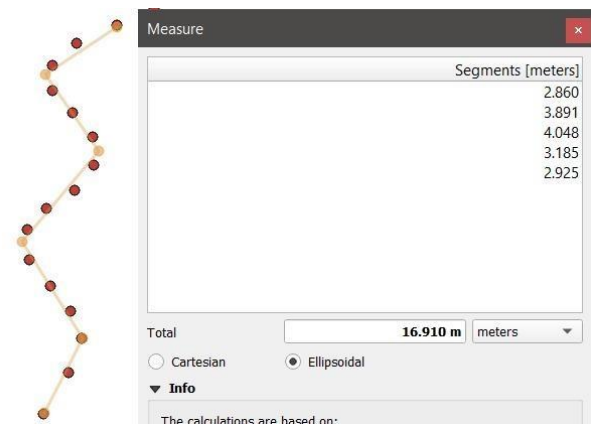 Measure
Segments [meters]
2.860
3.891
4.048
3.185
2.925
Total 16.910 m meters
Cartesian Ellipsoidal
Info
The calculations are based on: